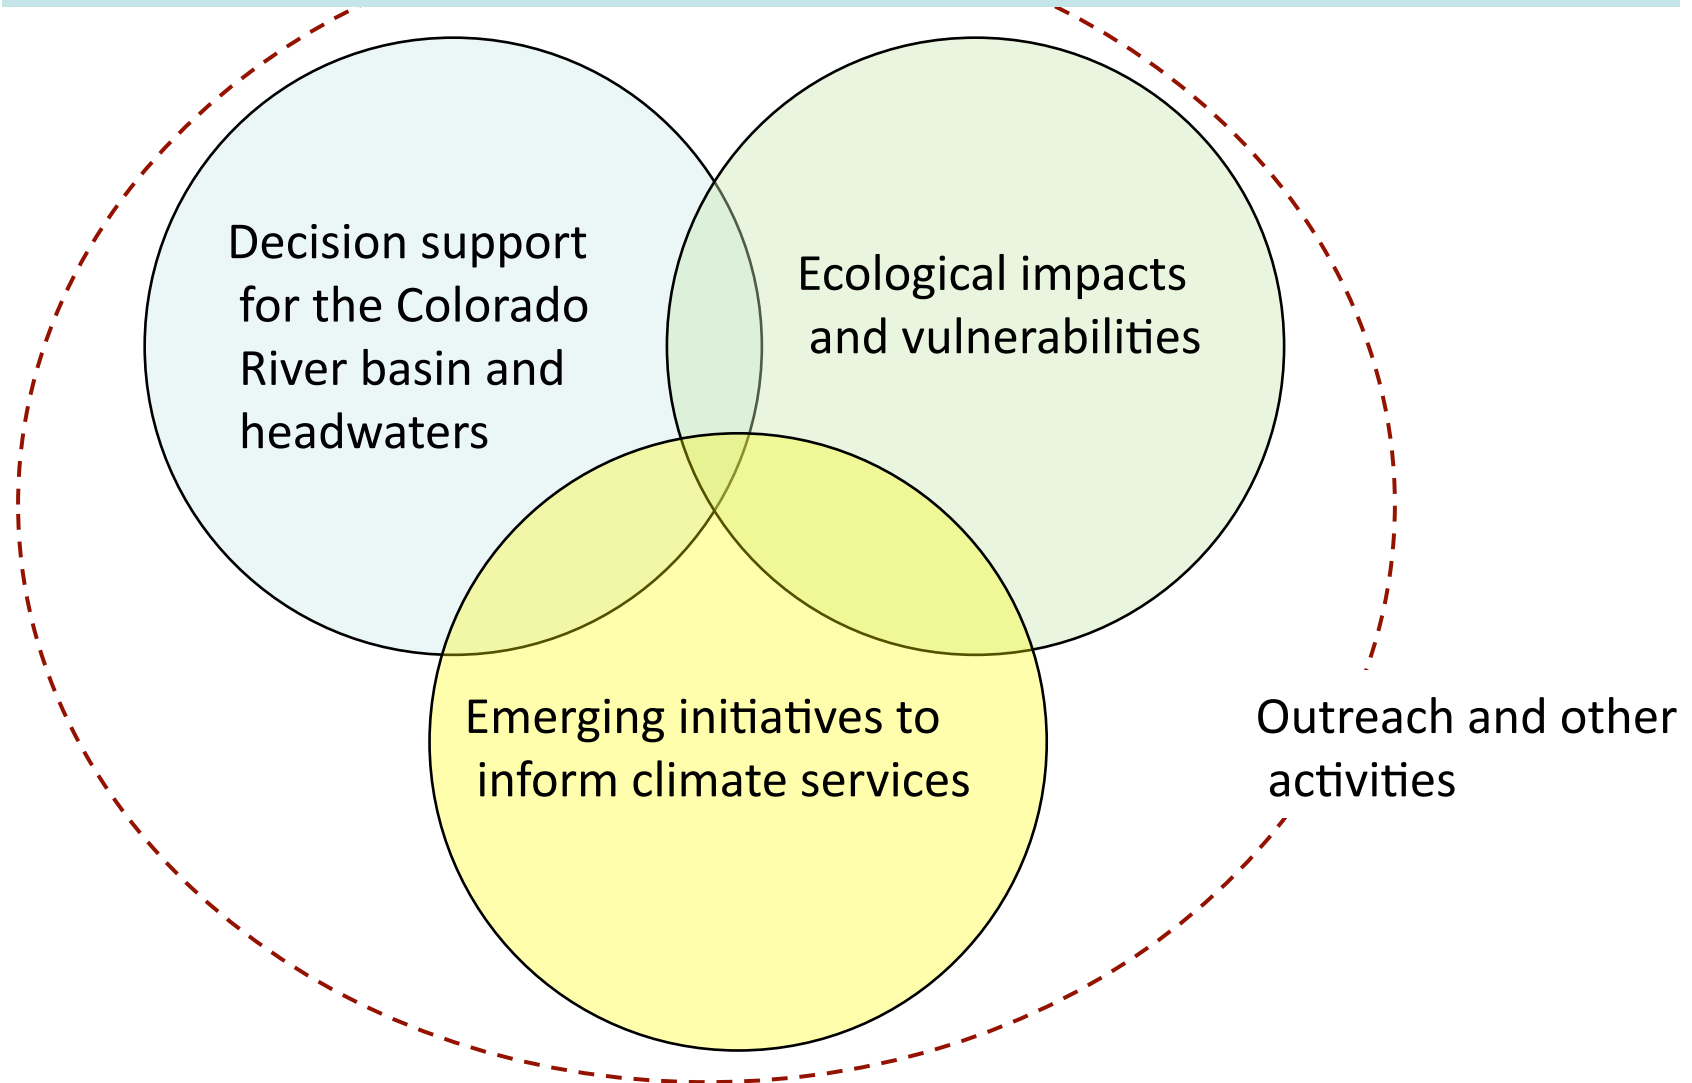 Decision support
for the Colorado
River basin and
headwaters
Ecological impacts
and vulnerabilities
Emerging initiatives to
inform climate services
Outreach and other
activities